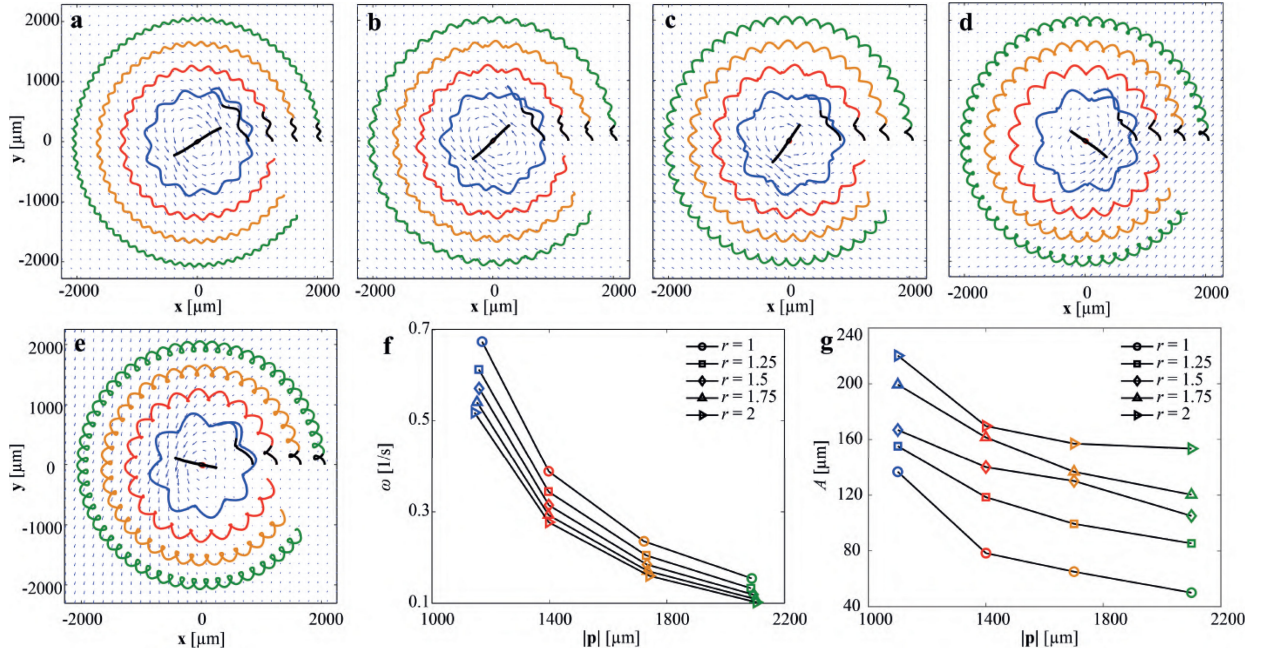 a
b
c
d
2000
1000
0
-1000
-2000
y [µm]
-2000 0 2000
x [µm]
-2000 0 2000
x [µm]
-2000 0 2000
x [µm]
-2000 0 2000
x [µm]
e
2000
1000
0
-1000
-2000
y [µm]
-2000 0 2000
x [µm]
f
0.7
0.5
0.3
0.1
ω [1/s]
r = 1
r = 1.25
r = 1.5
r = 1.75
r = 2
1000 1400 1800 2200
|p| [µm]
g
240
200
160
120
80
40
A [µm]
r = 1
r = 1.25
r = 1.5
r = 1.75
r = 2
1000 1400 1800 2200
|p| [µm]